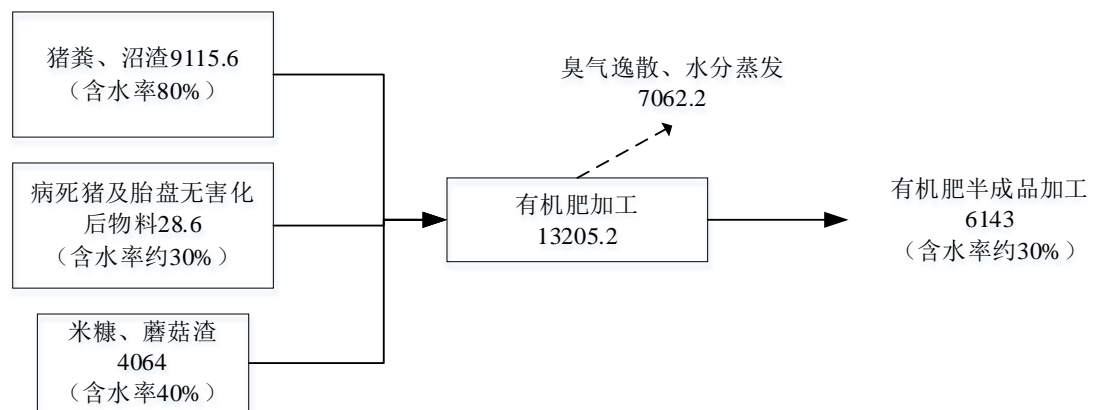 猪粪、沼渣9115.6
（含水率80%）
臭气逸散、水分蒸发
7062.2
病死猪及胎盘无害化
后物料28.6
（含水率约30%）
有机肥加工
13205.2
有机肥半成品加工
6143
（含水率约30%）
米糠、蘑菇渣
4064
（含水率40%）